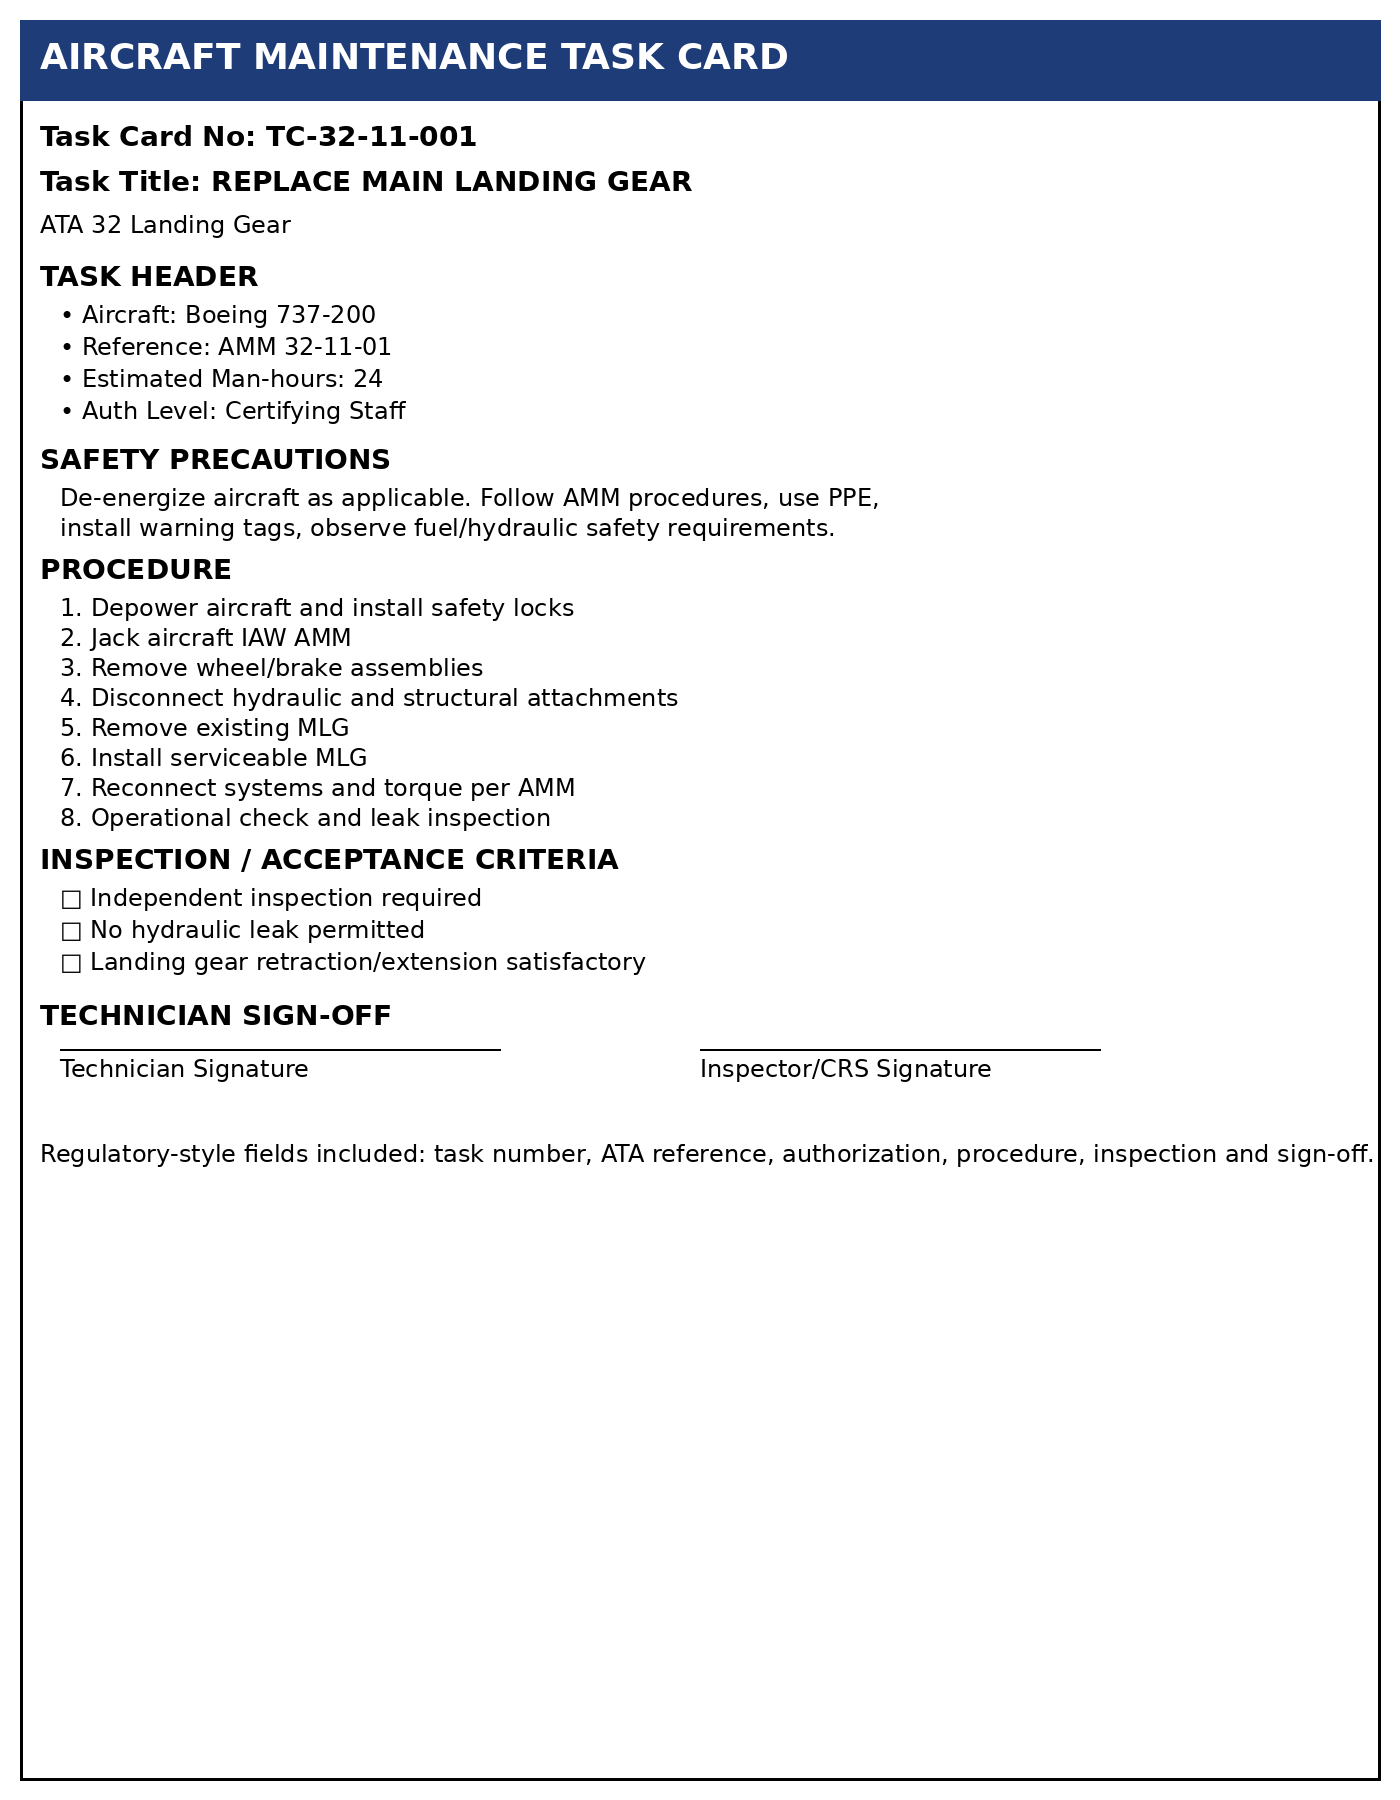 AIRCRAFT MAINTENANCE TASK CARD
Task Card No: TC-32-11-001
Task Title: REPLACE MAIN LANDING GEAR
ATA 32 Landing Gear
TASK HEADER
• Aircraft: Boeing 737-200
• Reference: AMM 32-11-01
• Estimated Man-hours: 24
• Auth Level: Certifying Staff
SAFETY PRECAUTIONS
De-energize aircraft as applicable. Follow AMM procedures, use PPE,
install warning tags, observe fuel/hydraulic safety requirements.
PROCEDURE
1. Depower aircraft and install safety locks
2. Jack aircraft IAW AMM
3. Remove wheel/brake assemblies
4. Disconnect hydraulic and structural attachments
5. Remove existing MLG
6. Install serviceable MLG
7. Reconnect systems and torque per AMM
8. Operational check and leak inspection
INSPECTION / ACCEPTANCE CRITERIA
□ Independent inspection required
□ No hydraulic leak permitted
□ Landing gear retraction/extension satisfactory
TECHNICIAN SIGN-OFF
Technician Signature
Inspector/CRS Signature
Regulatory-style fields included: task number, ATA reference, authorization, procedure, inspection and sign-off.